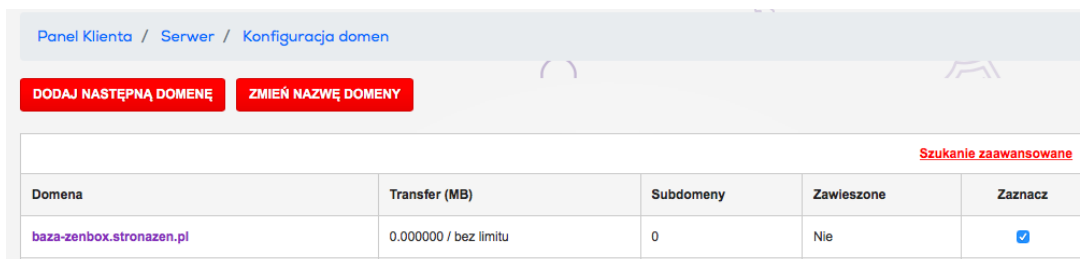 Panel Klienta / Serwer / Konfiguracja domen
DODAJ NASTĘPNĄ DOMENĘ ZMIEŃ NAZWĘ DOMENY
Szukanie zaawansowane
Domena Transfer (MB) Subdomeny Zawieszone Zaznacz
baza-zenbox.stronazen.pl 0.000000 / bez limitu 0 Nie